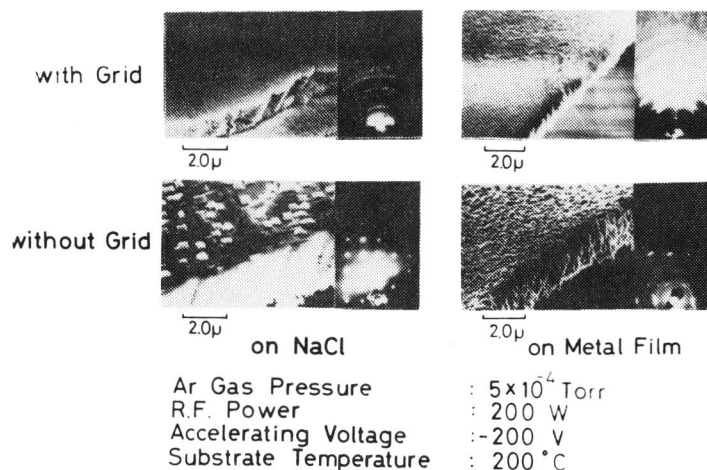 with Grid
2.0μ
2.0μ
without Grid
2.0μ
2.0μ
on NaCl
on Metal Film
Ar Gas Pressure : 5×10⁻⁴ Torr
R.F. Power : 200 W
Accelerating Voltage :-200 V
Substrate Temperature : 200°C